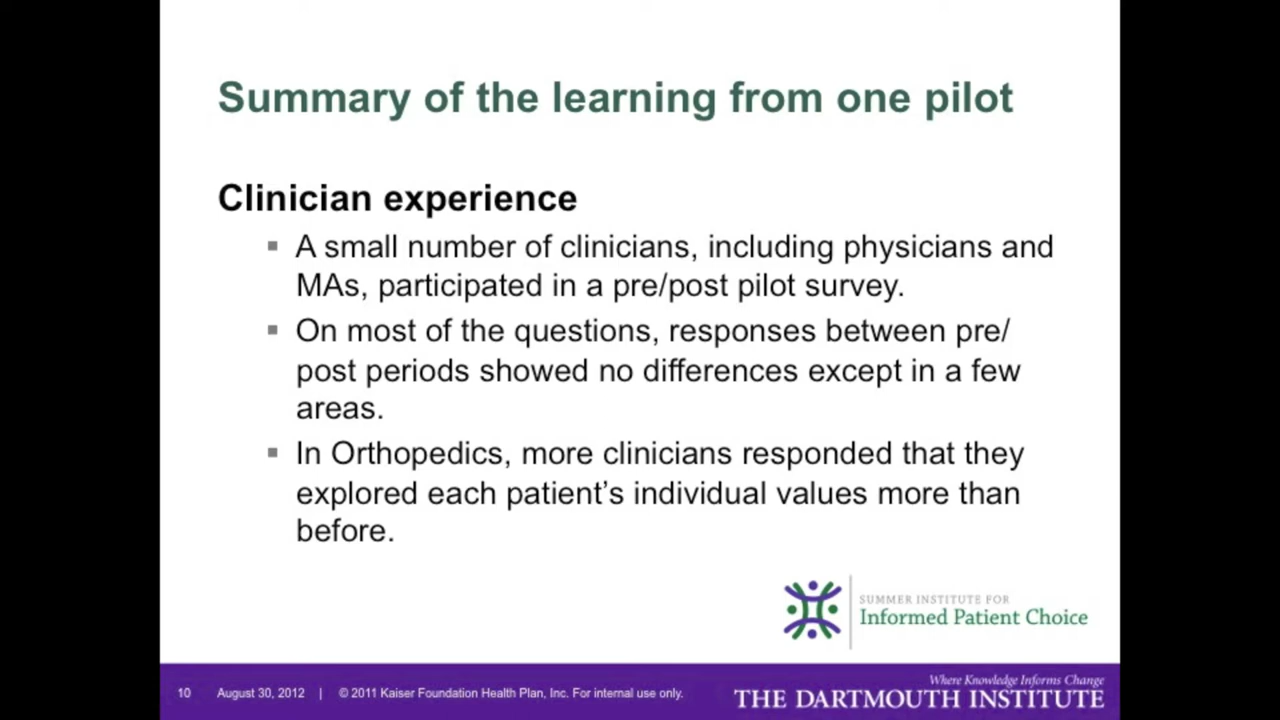 Summary of the learning from one pilot
Clinician experience
▪ A small number of clinicians, including physicians and
MAs, participated in a pre/post pilot survey.
▪ On most of the questions, responses between pre/
post periods showed no differences except in a few
areas.
▪ In Orthopedics, more clinicians responded that they
explored each patient’s individual values more than
before.
SUMMER INSTITUTE FOR
Informed Patient Choice
10 August 30, 2012 | © 2011 Kaiser Foundation Health Plan, Inc. For internal use only.
Where Knowledge Informs Change
THE DARTMOUTH INSTITUTE